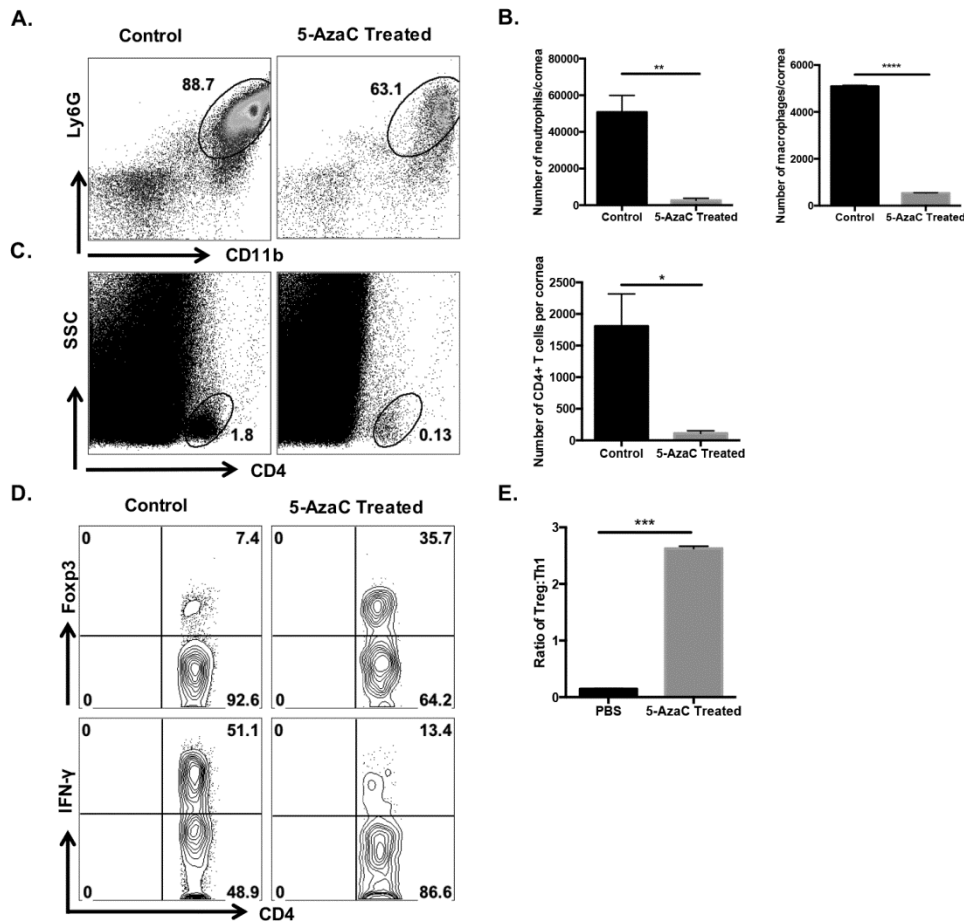 A.
Control
5-AzaC Treated
88.7
63.1
Ly6G
CD11b
B.
Number of neutrophils/cornea
80000
60000
40000
20000
0
**
Control
5-AzaC Treated
Number of macrophages/cornea
6000
4000
2000
0
****
Control
5-AzaC Treated
C.
SSC
1.8
0.13
CD4
Number of CD4+ T cells per cornea
2500
2000
1500
1000
500
0
*
Control
5-AzaC Treated
D.
Control
5-AzaC Treated
Foxp3
0
7.4
0
92.6
0
35.7
0
64.2
IFN-γ
0
51.1
0
48.9
0
13.4
0
86.6
CD4
E.
Ratio of Treg:Th1
3
2
1
0
***
PBS
5-AzaC Treated